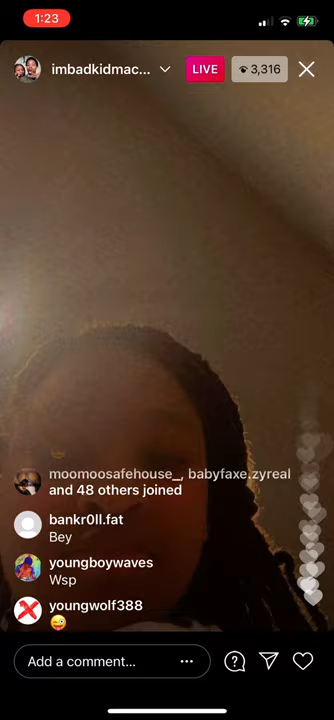 1:23
imbadkidmac...
LIVE
3,316
moomoosafehouse_, babyfaxe.zyreal
and 48 others joined
bankr0ll.fat
Bey
youngboywaves
Wsp
youngwolf388
Add a comment...